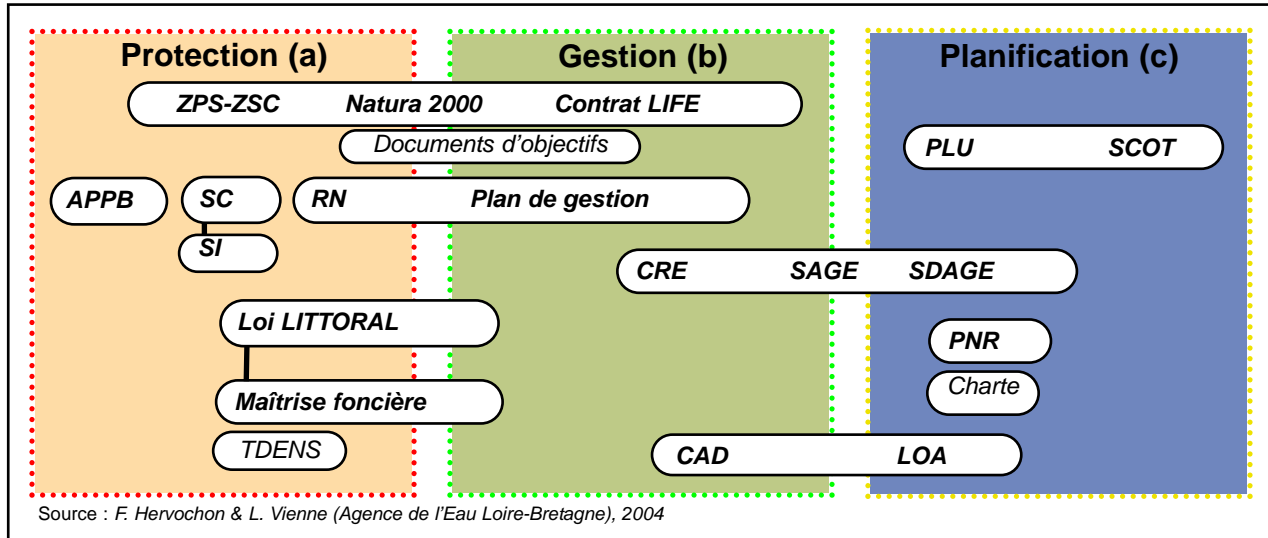 Protection (a) Gestion (b) Planification (c)
ZPS-ZSC Natura 2000 Contrat LIFE
Documents d’objectifs
PLU SCOT
APPB SC RN Plan de gestion
SI
CRE SAGE SDAGE
Loi LITTORAL
PNR
Maîtrise foncière
Charte
TDENS
CAD LOA
Source : F. Hervochon & L. Vienne (Agence de l’Eau Loire-Bretagne), 2004